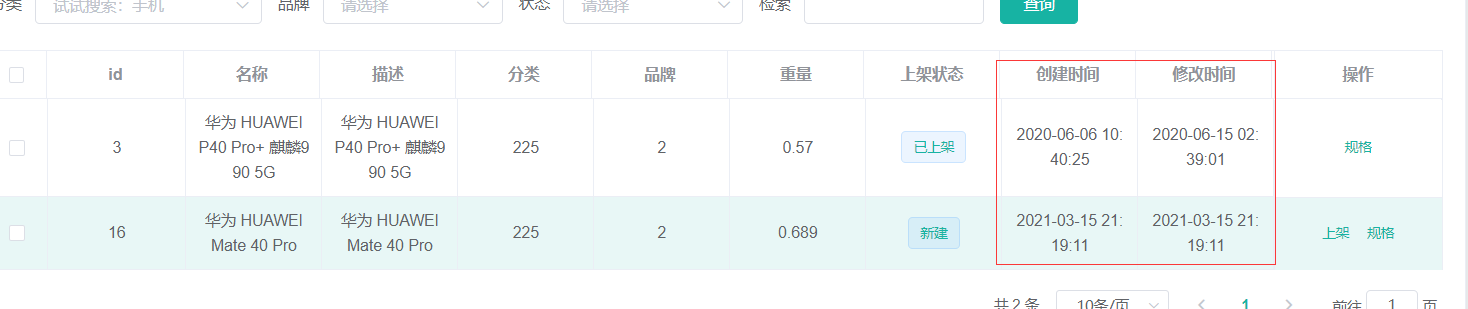 分类 试试搜索：手机 品牌 请选择 状态 请选择 检索 查询
id 名称 描述 分类 品牌 重量 上架状态 创建时间 修改时间 操作
华为 HUAWEI 华为 HUAWEI
3 P40 Pro+ 麒麟9 P40 Pro+ 麒麟9 225 2 0.57 已上架 2020-06-06 10: 2020-06-15 02: 规格
90 5G 90 5G 40:25 39:01
16 华为 HUAWEI 华为 HUAWEI 225 2 0.689 新建 2021-03-15 21: 2021-03-15 21: 上架 规格
Mate 40 Pro Mate 40 Pro 19:11 19:11
共 2 条 10条/页 1 前往 1 页